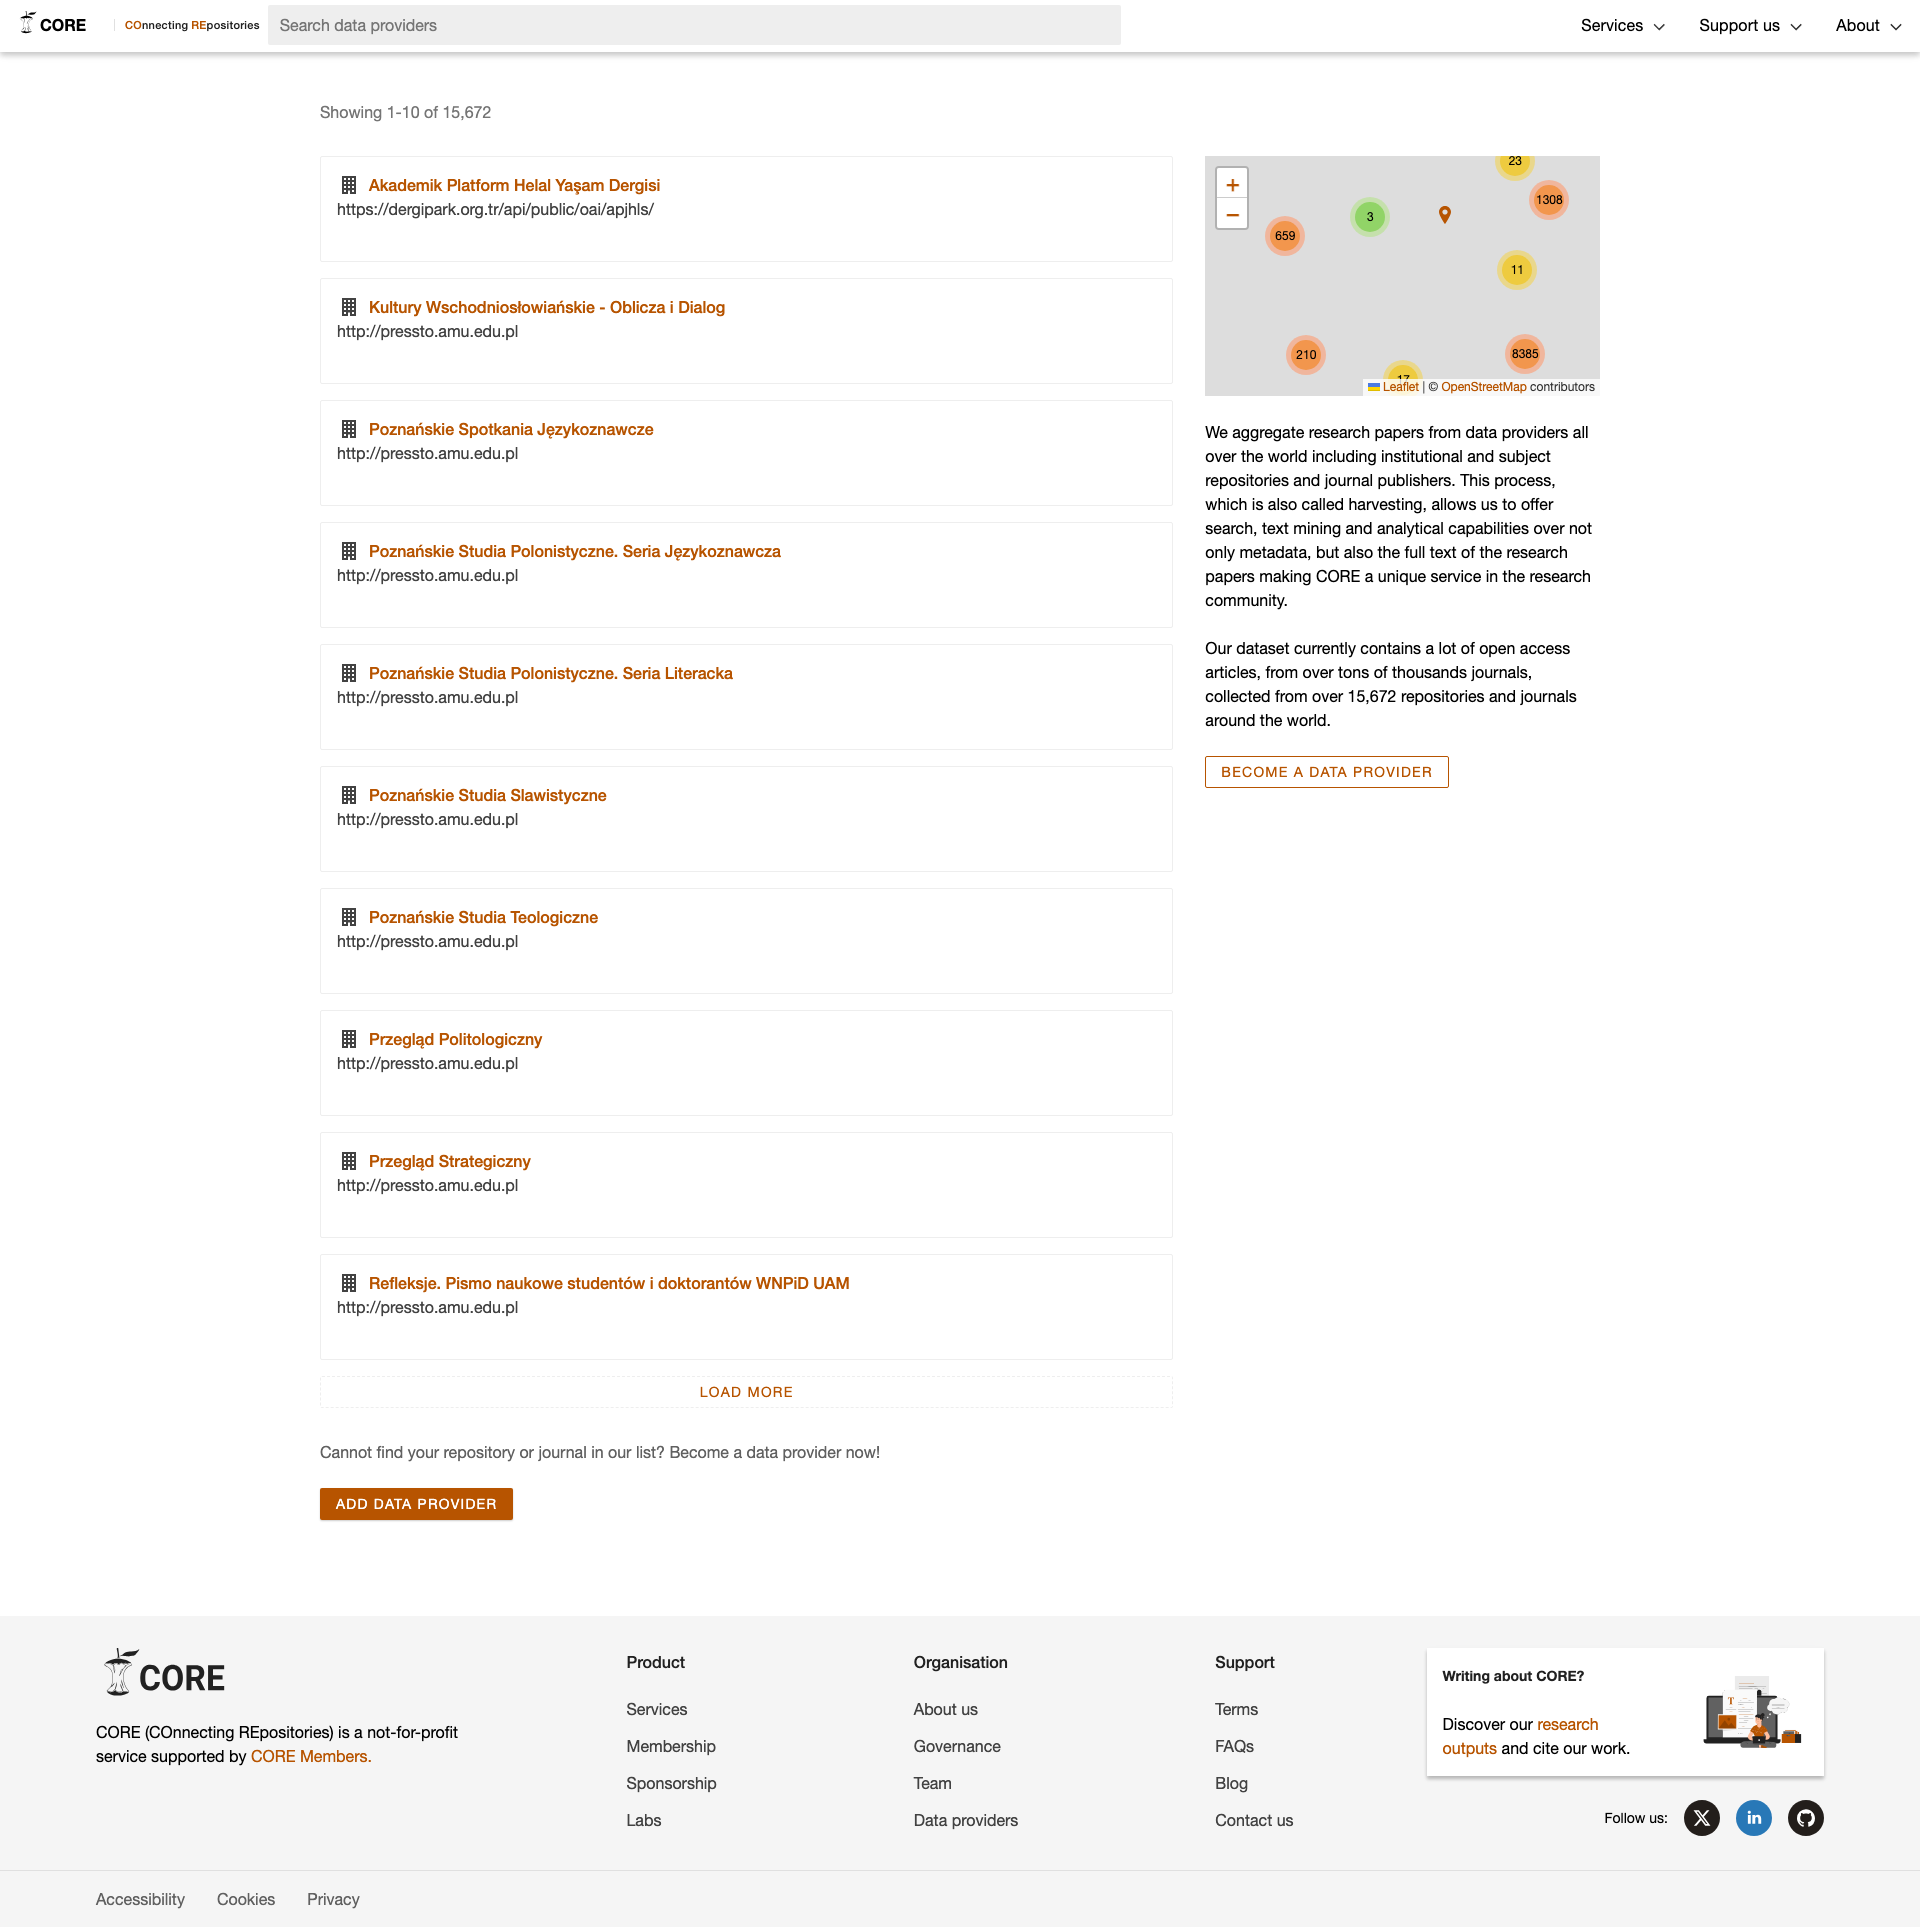 CORE
COnnecting REpositories
Search data providers
Services
Support us
About
Showing 1-10 of 15,672
Akademik Platform Helal Yaşam Dergisi
https://dergipark.org.tr/api/public/oai/apjhls/
Kultury Wschodniosłowiańskie - Oblicza i Dialog
http://pressto.amu.edu.pl
Poznańskie Spotkania Językoznawcze
http://pressto.amu.edu.pl
Poznańskie Studia Polonistyczne. Seria Językoznawcza
http://pressto.amu.edu.pl
Poznańskie Studia Polonistyczne. Seria Literacka
http://pressto.amu.edu.pl
Poznańskie Studia Slawistyczne
http://pressto.amu.edu.pl
Poznańskie Studia Teologiczne
http://pressto.amu.edu.pl
Przegląd Politologiczny
http://pressto.amu.edu.pl
Przegląd Strategiczny
http://pressto.amu.edu.pl
Refleksje. Pismo naukowe studentów i doktorantów WNPiD UAM
http://pressto.amu.edu.pl
LOAD MORE
Cannot find your repository or journal in our list? Become a data provider now!
ADD DATA PROVIDER
+
−
23
1308
3
659
11
210
8385
17
Leaflet | © OpenStreetMap contributors
We aggregate research papers from data providers all
over the world including institutional and subject
repositories and journal publishers. This process,
which is also called harvesting, allows us to offer
search, text mining and analytical capabilities over not
only metadata, but also the full text of the research
papers making CORE a unique service in the research
community.
Our dataset currently contains a lot of open access
articles, from over tons of thousands journals,
collected from over 15,672 repositories and journals
around the world.
BECOME A DATA PROVIDER
CORE
CORE (COnnecting REpositories) is a not-for-profit
service supported by CORE Members.
Product
Services
Membership
Sponsorship
Labs
Organisation
About us
Governance
Team
Data providers
Support
Terms
FAQs
Blog
Contact us
Writing about CORE?
Discover our research
outputs and cite our work.
Follow us:
Accessibility
Cookies
Privacy